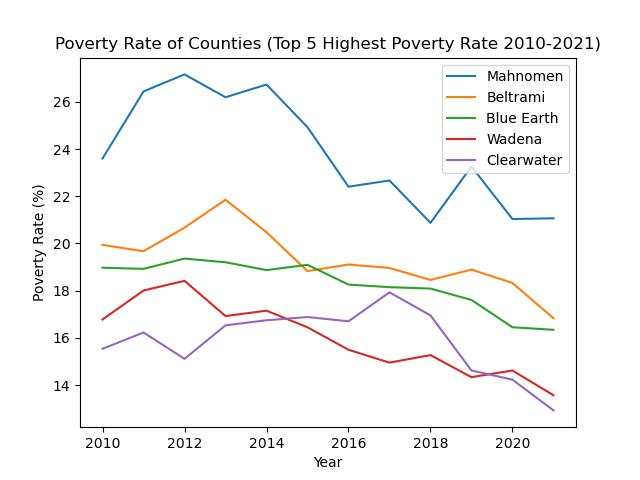 Poverty Rate of Counties (Top 5 Highest Poverty Rate 2010-2021)
Mahnomen
Beltrami
Blue Earth
Wadena
Clearwater
Poverty Rate (%)
26
24
22
20
18
16
14
2010 2012 2014 2016 2018 2020
Year